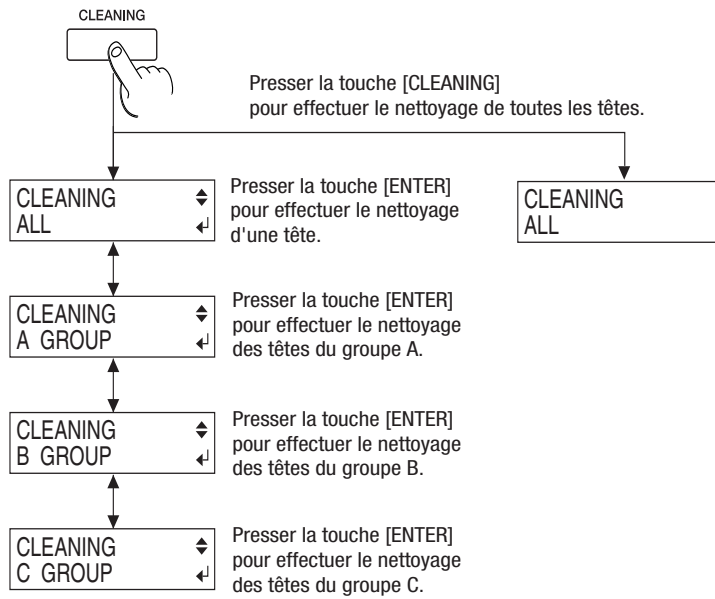 CLEANING
Presser la touche [CLEANING]
pour effectuer le nettoyage de toutes les têtes.
CLEANING
ALL
Presser la touche [ENTER]
pour effectuer le nettoyage
d'une tête.
CLEANING
ALL
CLEANING
A GROUP
Presser la touche [ENTER]
pour effectuer le nettoyage
des têtes du groupe A.
CLEANING
B GROUP
Presser la touche [ENTER]
pour effectuer le nettoyage
des têtes du groupe B.
CLEANING
C GROUP
Presser la touche [ENTER]
pour effectuer le nettoyage
des têtes du groupe C.